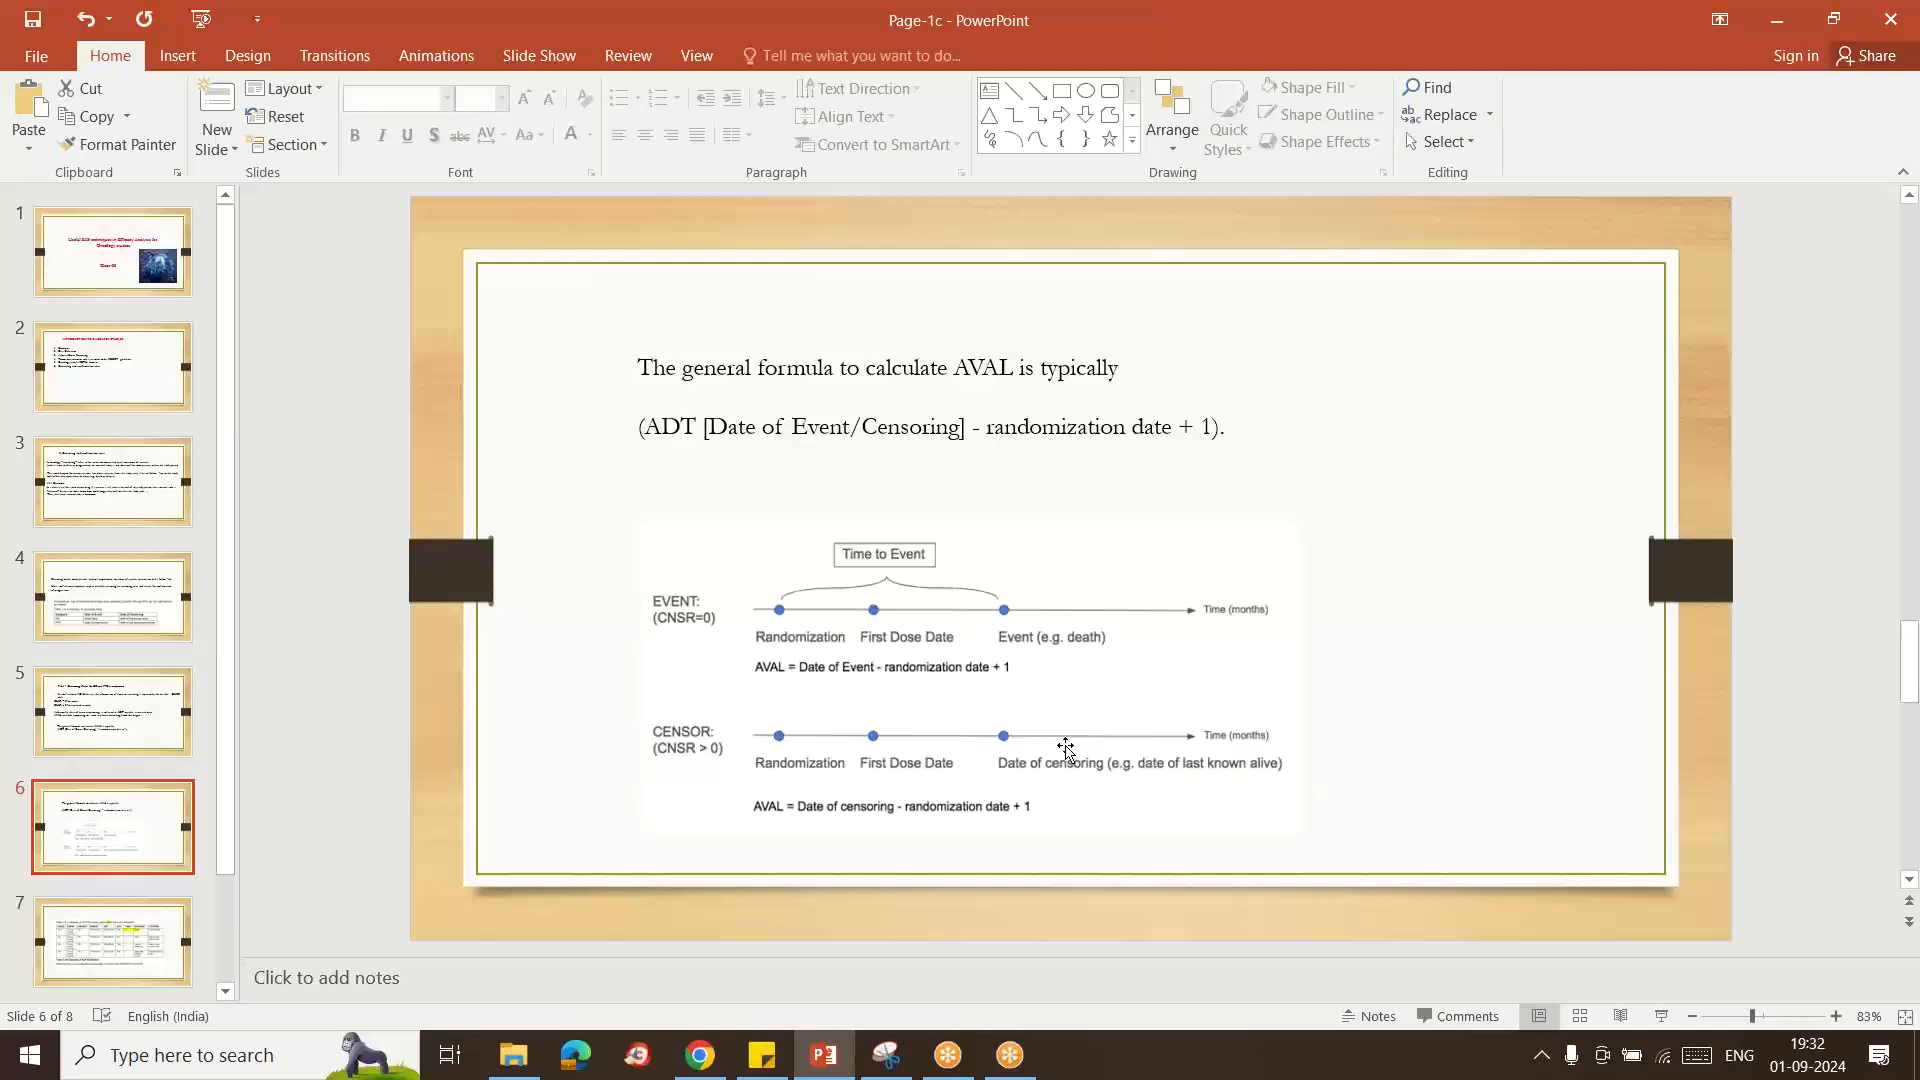 Page-1c - PowerPoint
File Home Insert Design Transitions Animations Slide Show Review View Tell me what you want to do... Sign in Share
Paste Cut Copy Format Painter Clipboard
New Slide Layout Reset Section Slides
Font
Text Direction Align Text Convert to SmartArt Paragraph
Arrange Quick Styles Shape Fill Shape Outline Shape Effects Drawing
Find Replace Select Editing
1
2
3
4
5
6
7
The general formula to calculate AVAL is typically
(ADT [Date of Event/Censoring] - randomization date + 1).
Time to Event
EVENT:
(CNSR=0)
Time (months)
Randomization First Dose Date Event (e.g. death)
AVAL = Date of Event - randomization date + 1
CENSOR:
(CNSR > 0)
Time (months)
Randomization First Dose Date Date of censoring (e.g. date of last known alive)
AVAL = Date of censoring - randomization date + 1
Click to add notes
Slide 6 of 8 English (India) Notes Comments 83%
Type here to search
ENG
19:32
01-09-2024